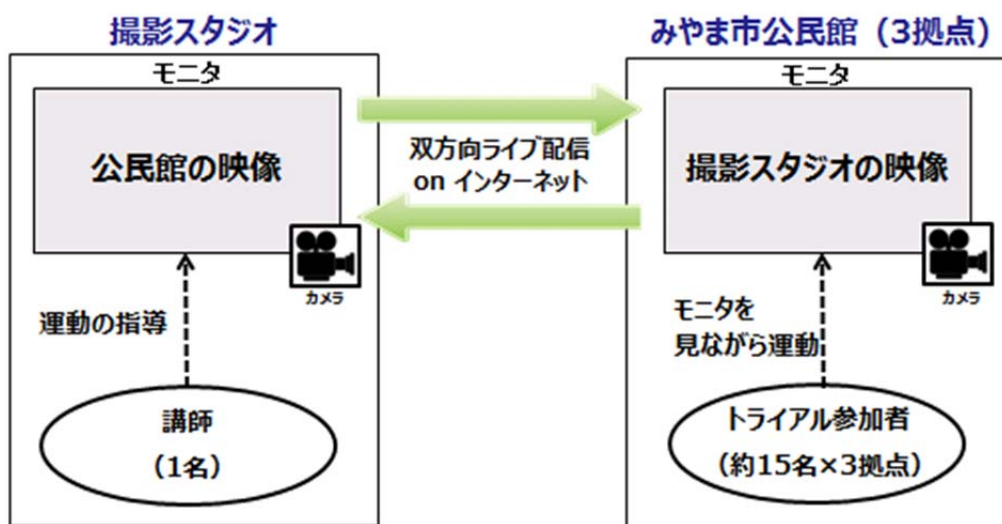 撮影スタジオ
モニタ
公民館の映像
カメラ
運動の指導
講師
（1名）
双方向ライブ配信
on インターネット
みやま市公民館（3拠点）
モニタ
撮影スタジオの映像
カメラ
モニタを
見ながら運動
トライアル参加者
（約15名×3拠点）